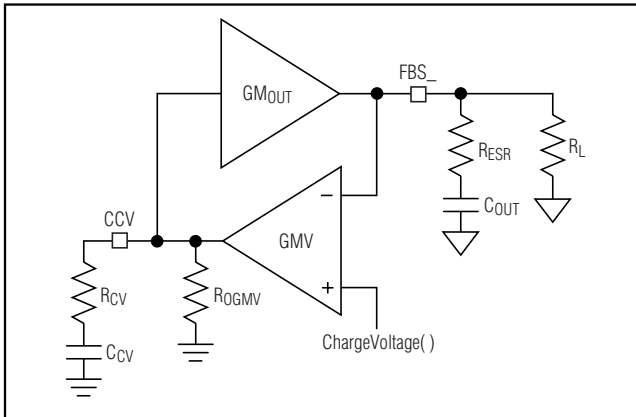 FBS_
GMOUT
RESR
RL
COUT
CCV
GMV
−
+
RCV
ROGMV
CCV
ChargeVoltage( )